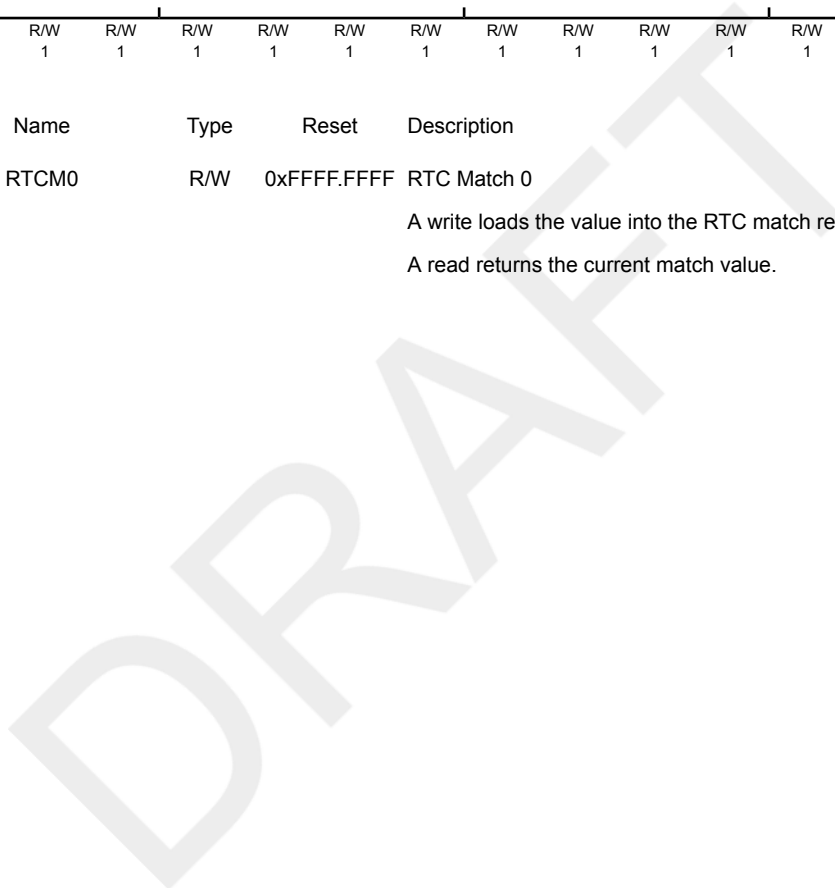 R/W R/W R/W R/W R/W R/W R/W R/W R/W R/W R/W
1 1 1 1 1 1 1 1 1 1 1
Name Type Reset Description
RTCM0 R/W 0xFFFF.FFFF RTC Match 0
A write loads the value into the RTC match re
A read returns the current match value.
DRAFT